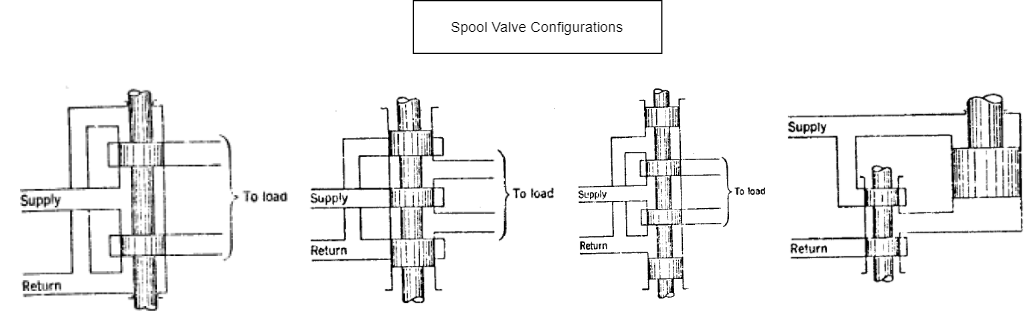 Spool Valve Configurations
Supply
To load
Return
Supply
To load
Return
Supply
To load
Return
Supply
Return